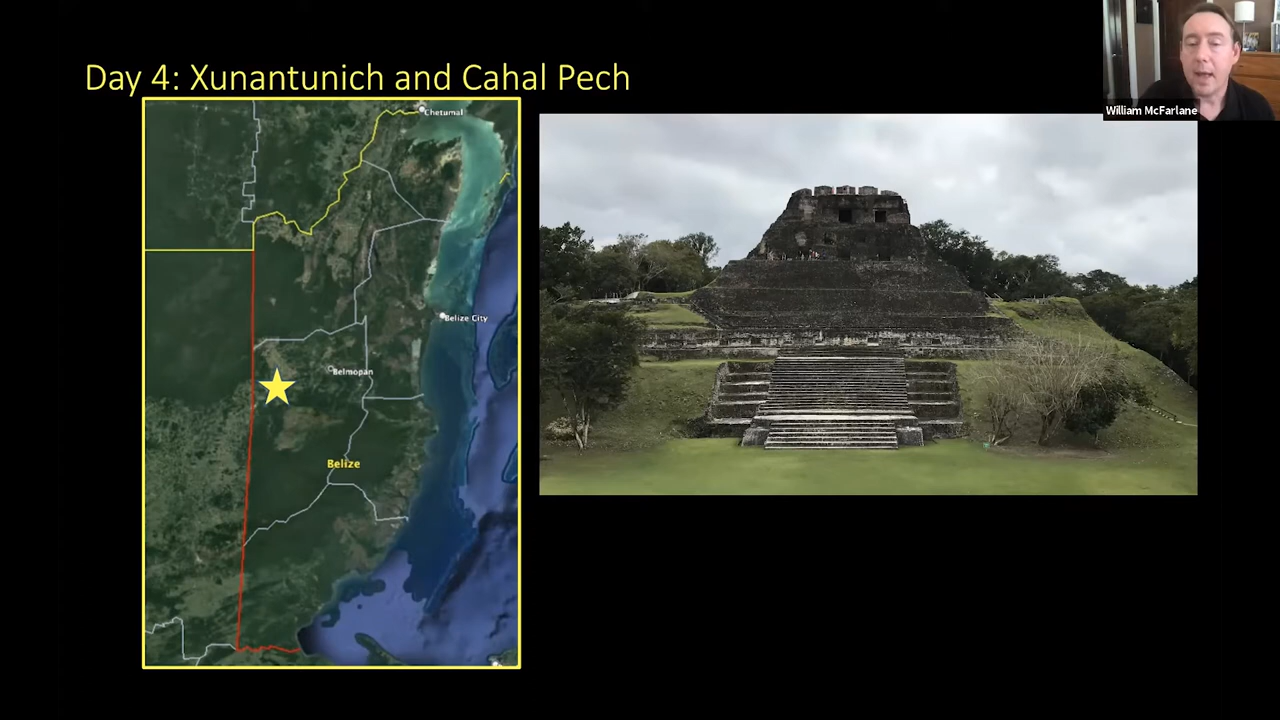 Day 4: Xunantunich and Cahal Pech
William McFarlane
Chetumal
Belize City
Belmopan
Belize